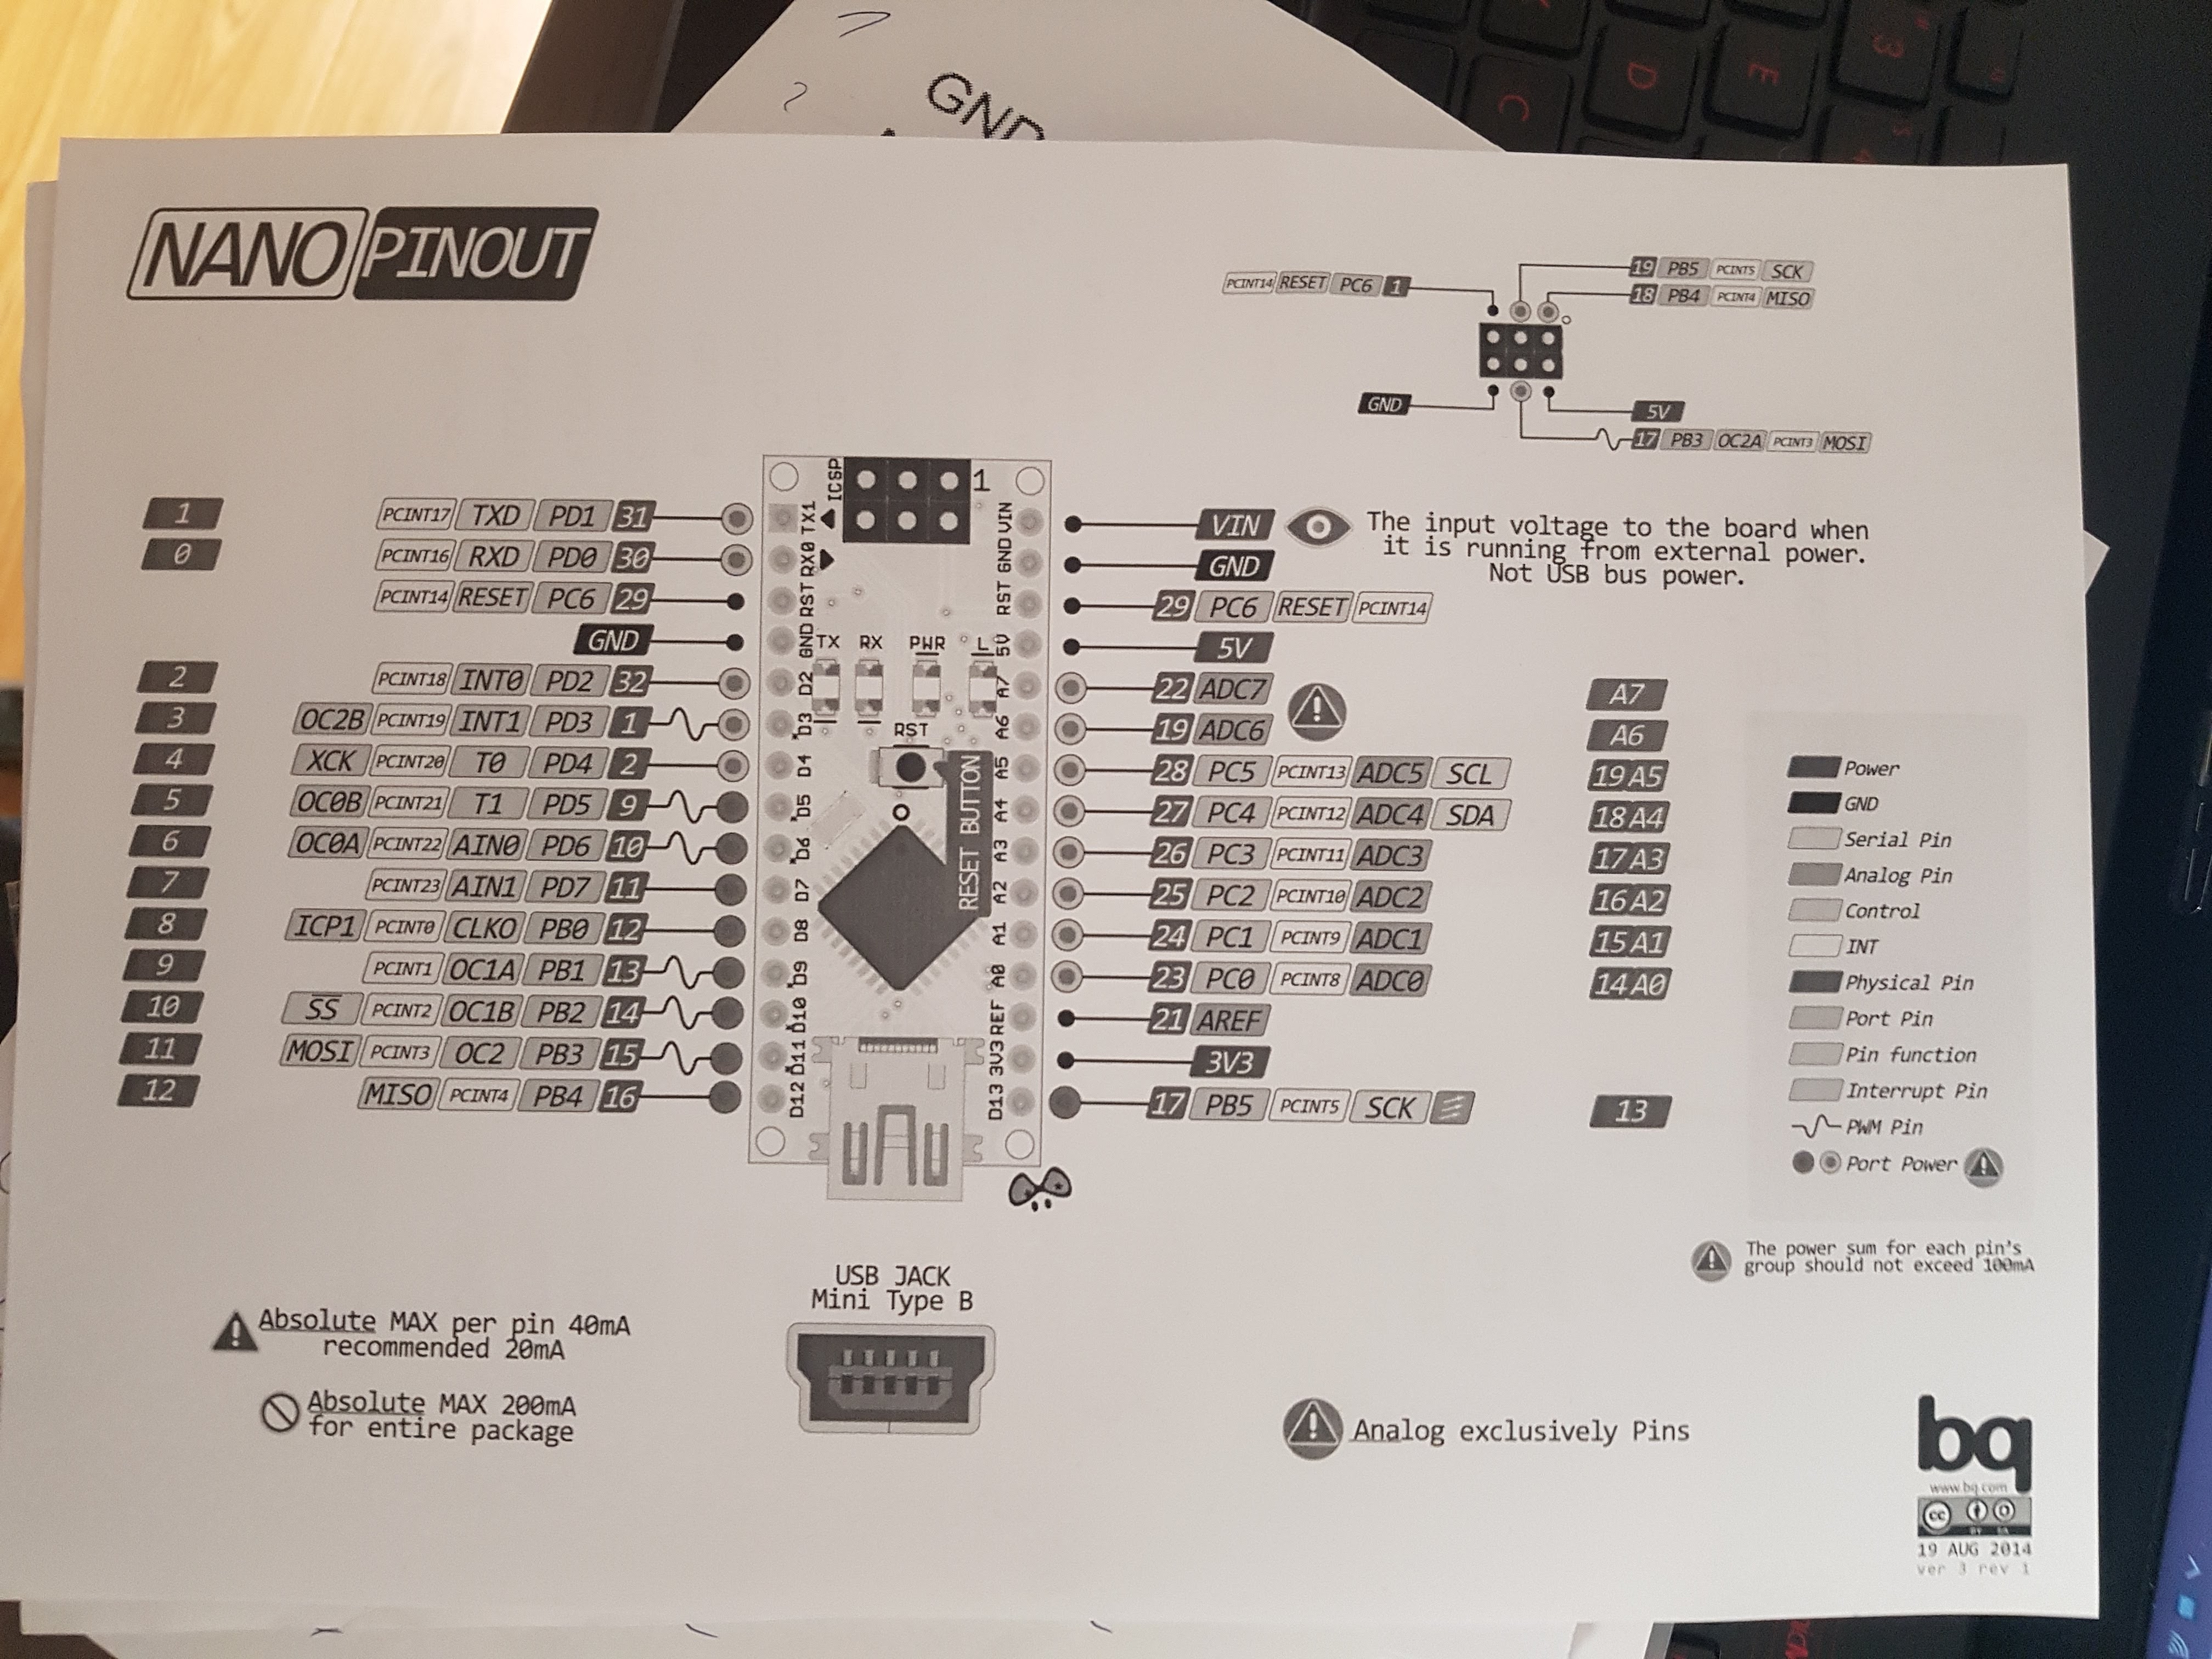 GND
C
D
E
3
4
NANO PINOUT
PCINT14 RESET PC6 1
19 PB5 PCINT5 SCK
18 PB4 PCINT4 MISO
GND
5V
17 PB3 OC2A PCINT3 MOSI
1 PCINT17 TXD PD1 31
0 PCINT16 RXD PD0 30
PCINT14 RESET PC6 29
GND
2 PCINT18 INT0 PD2 32
3 OC2B PCINT19 INT1 PD3 1
4 XCK PCINT20 T0 PD4 2
5 OC0B PCINT21 T1 PD5 9
6 OC0A PCINT22 AIN0 PD6 10
7 PCINT23 AIN1 PD7 11
8 ICP1 PCINT0 CLKO PB0 12
9 PCINT1 OC1A PB1 13
10 SS PCINT2 OC1B PB2 14
11 MOSI PCINT3 OC2 PB3 15
12 MISO PCINT4 PB4 16
ICSP
1
TX1
RX0
RST
GND
D2
D3
D4
D5
D6
D7
D8
D9
D10
D11
D12
TX RX PWR L
RST
RESET BUTTON
VIN
GND
RST
5V
A7
A6
A5
A4
A3
A2
A1
A0
REF
3V3
D13
VIN
The input voltage to the board when
it is running from external power.
Not USB bus power.
GND
29 PC6 RESET PCINT14
5V
22 ADC7 A7
19 ADC6 A6
28 PC5 PCINT13 ADC5 SCL 19 A5
27 PC4 PCINT12 ADC4 SDA 18 A4
26 PC3 PCINT11 ADC3 17 A3
25 PC2 PCINT10 ADC2 16 A2
24 PC1 PCINT9 ADC1 15 A1
23 PC0 PCINT8 ADC0 14 A0
21 AREF
3V3
17 PB5 PCINT5 SCK 13
Power
GND
Serial Pin
Analog Pin
Control
INT
Physical Pin
Port Pin
Pin function
Interrupt Pin
PWM Pin
Port Power
The power sum for each pin's
group should not exceed 100mA
USB JACK
Mini Type B
Absolute MAX per pin 40mA
recommended 20mA
Absolute MAX 200mA
for entire package
Analog exclusively Pins
bq
www.bq.com
cc
BY SA
19 AUG 2014
ver 3 rev 1